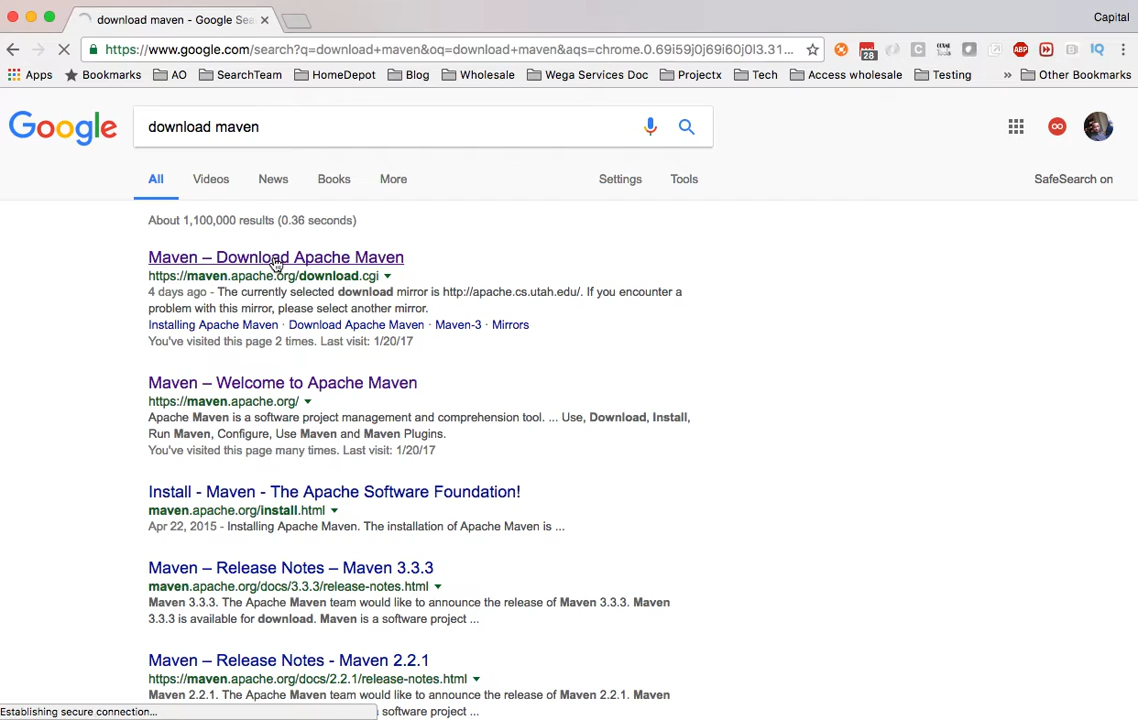 download maven - Google Sea
Capital
https://www.google.com/search?q=download+maven&oq=download+maven&aqs=chrome.0.69i59j0j69i60j0l3.31...
28
ABP
IQ
Apps
Bookmarks
AO
SearchTeam
HomeDepot
Blog
Wholesale
Wega Services Doc
Projectx
Tech
Access wholesale
Testing
»
Other Bookmarks
Google
download maven
All
Videos
News
Books
More
Settings
Tools
SafeSearch on
About 1,100,000 results (0.36 seconds)
Maven – Download Apache Maven
https://maven.apache.org/download.cgi
4 days ago - The currently selected download mirror is http://apache.cs.utah.edu/. If you encounter a
problem with this mirror, please select another mirror.
Installing Apache Maven · Download Apache Maven · Maven-3 · Mirrors
You've visited this page 2 times. Last visit: 1/20/17
Maven – Welcome to Apache Maven
https://maven.apache.org/
Apache Maven is a software project management and comprehension tool. ... Use, Download, Install,
Run Maven, Configure, Use Maven and Maven Plugins.
You've visited this page many times. Last visit: 1/20/17
Install - Maven - The Apache Software Foundation!
maven.apache.org/install.html
Apr 22, 2015 - Installing Apache Maven. The installation of Apache Maven is ...
Maven – Release Notes – Maven 3.3.3
maven.apache.org/docs/3.3.3/release-notes.html
Maven 3.3.3. The Apache Maven team would like to announce the release of Maven 3.3.3. Maven
3.3.3 is available for download. Maven is a software project ...
Maven – Release Notes - Maven 2.2.1
https://maven.apache.org/docs/2.2.1/release-notes.html
Maven 2.2.1. The Apache Maven team would like to announce the release of Maven 2.2.1. Maven
Establishing secure connection...
software project ...